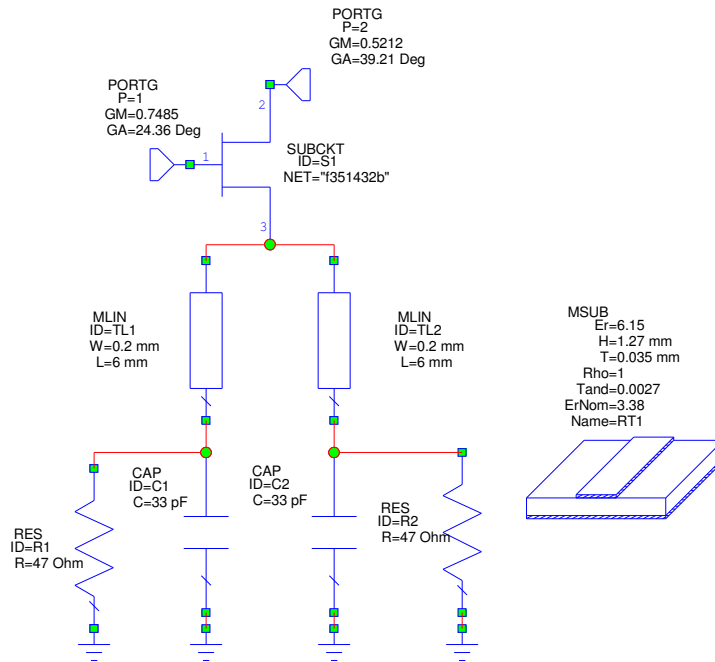 PORTG
P=2
GM=0.5212
GA=39.21 Deg
PORTG
P=1
GM=0.7485
GA=24.36 Deg
2
1
SUBCKT
ID=S1
NET="f351432b"
3
MLIN
ID=TL1
W=0.2 mm
L=6 mm
MLIN
ID=TL2
W=0.2 mm
L=6 mm
MSUB
Er=6.15
H=1.27 mm
T=0.035 mm
Rho=1
Tand=0.0027
ErNom=3.38
Name=RT1
CAP
ID=C1
C=33 pF
CAP
ID=C2
C=33 pF
RES
ID=R1
R=47 Ohm
RES
ID=R2
R=47 Ohm